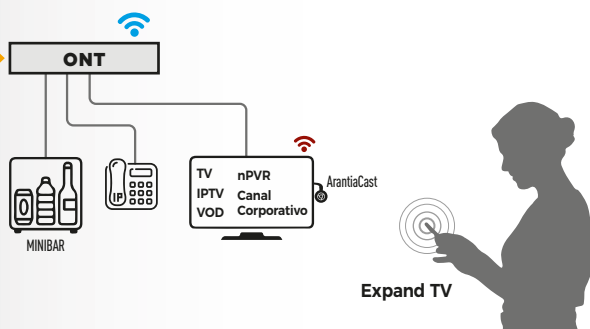 ONT
IP
MINIBAR
TV nPVR
IPTV Canal
VOD Corporativo
ArantiaCast
Expand TV